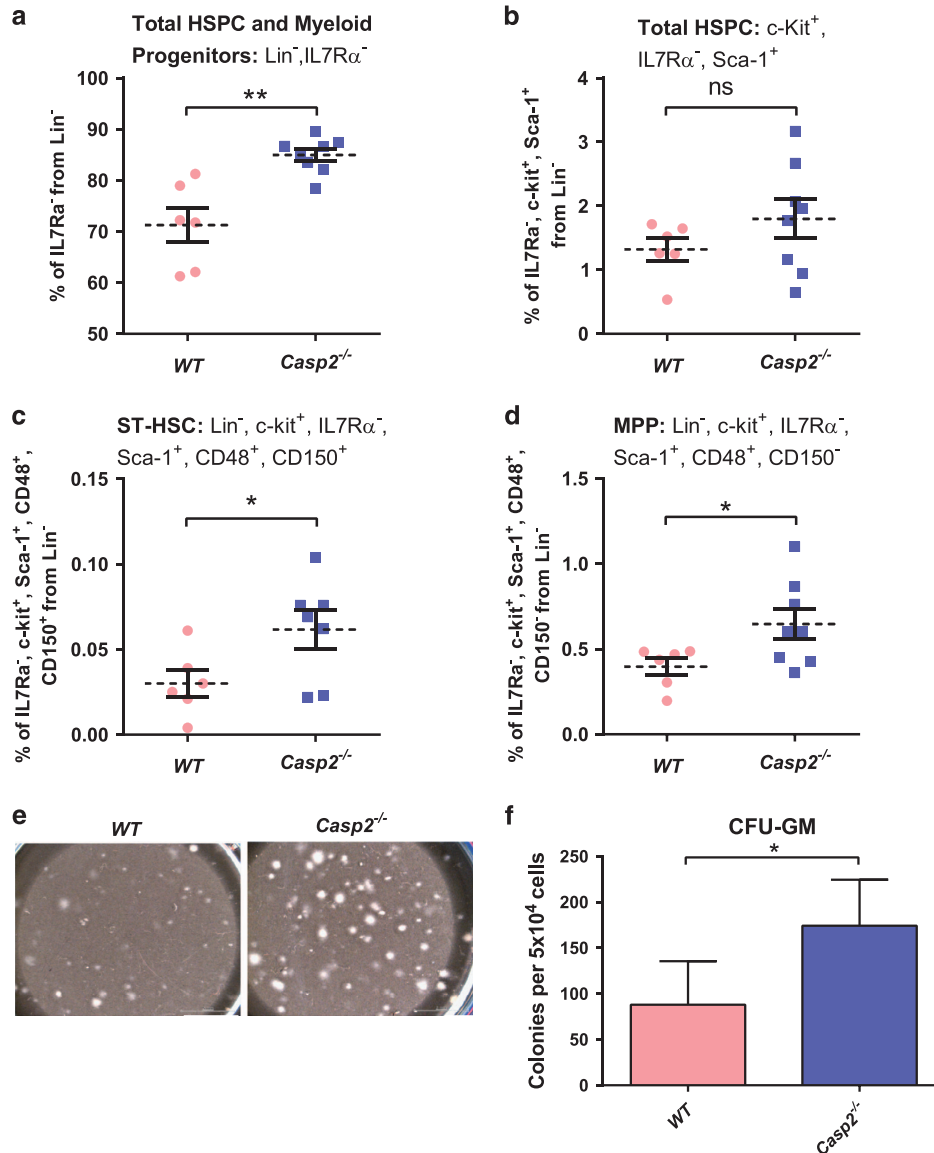 a
Total HSPC and Myeloid
Progenitors: Lin⁻,IL7Rα⁻
% of IL7Ra⁻ from Lin⁻
100
90
80
70
60
50
**
WT
Casp2⁻/⁻
b
Total HSPC: c-Kit⁺,
IL7Rα⁻, Sca-1⁺
% of IL7Ra⁻, c-kit⁺, Sca-1⁺
from Lin⁻
4
3
2
1
0
ns
WT
Casp2⁻/⁻
c
ST-HSC: Lin⁻, c-kit⁺, IL7Rα⁻,
Sca-1⁺, CD48⁺, CD150⁺
% of IL7Ra⁻, c-kit⁺, Sca-1⁺, CD48⁺,
CD150⁺ from Lin⁻
0.15
0.10
0.05
0.00
*
WT
Casp2⁻/⁻
d
MPP: Lin⁻, c-kit⁺, IL7Rα⁻,
Sca-1⁺, CD48⁺, CD150⁻
% of IL7Ra⁻, c-kit⁺, Sca-1⁺, CD48⁺,
CD150⁻ from Lin⁻
1.5
1.0
0.5
0.0
*
WT
Casp2⁻/⁻
e
WT
Casp2⁻/⁻
f
CFU-GM
Colonies per 5x10⁴ cells
250
200
150
100
50
0
*
WT
Casp2⁻/⁻